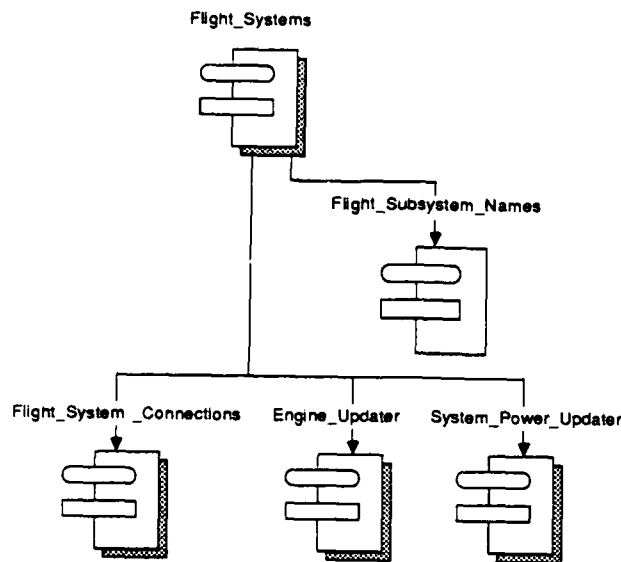 Flight_Systems
Flight_Subsystem_Names
Flight_System _Connections
Engine_Updater
System_Power_Updater